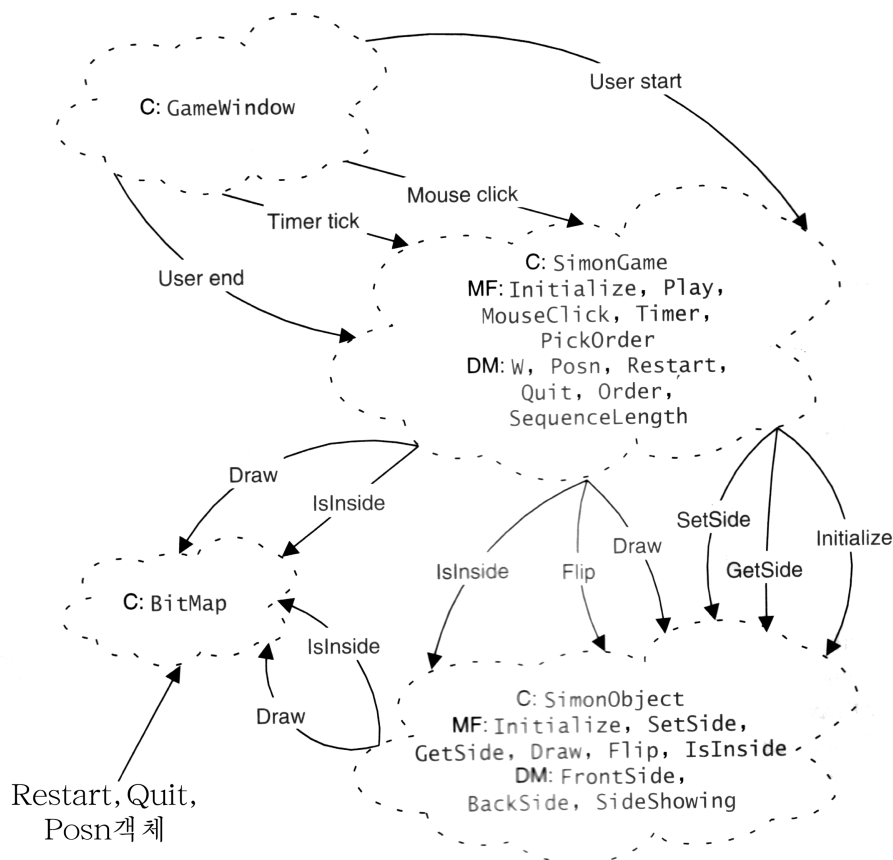 C: GameWindow
User start
Mouse click
Timer tick
User end
C: SimonGame
MF: Initialize, Play,
MouseClick, Timer,
PickOrder
DM: W, Posn, Restart,
Quit, Order,
SequenceLength
Draw
IsInside
SetSide
Initialize
Draw
IsInside
Flip
GetSide
C: BitMap
IsInside
Draw
C: SimonObject
MF: Initialize, SetSide,
GetSide, Draw, Flip, IsInside
DM: FrontSide,
BackSide, SideShowing
Restart, Quit,
Posn객체